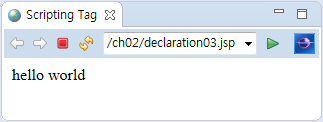 Scripting Tag
/ch02/declaration03.jsp
hello world